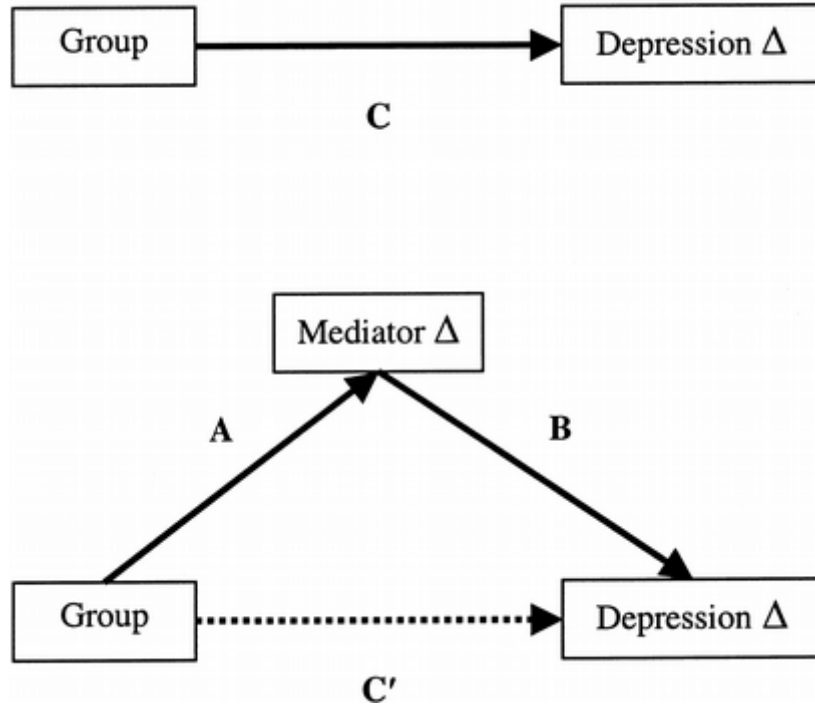 Group
Depression Δ
C
Mediator Δ
A
B
Group
Depression Δ
C′